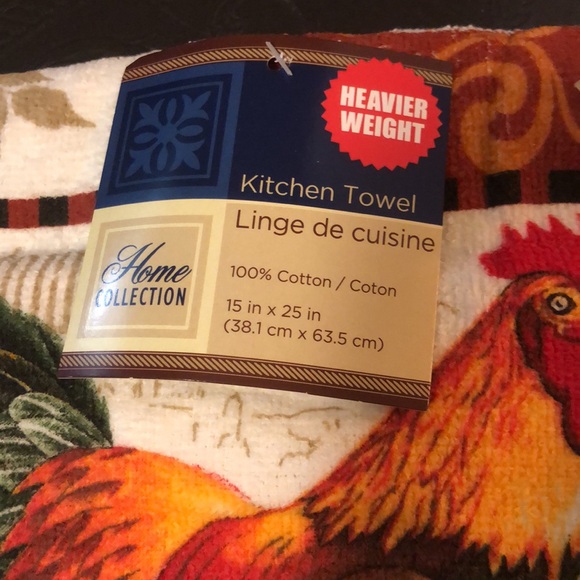 HEAVIER
WEIGHT
Kitchen Towel
Linge de cuisine
Home
COLLECTION
100% Cotton / Coton
15 in x 25 in
(38.1 cm x 63.5 cm)